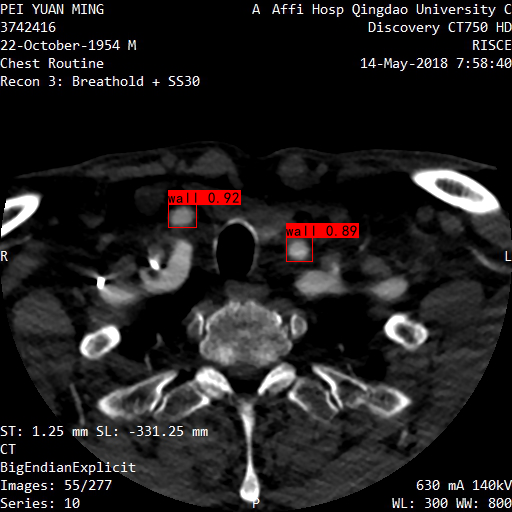 PEI YUAN MING
3742416
22-October-1954 M
Chest Routine
Recon 3: Breathold + SS30
A Affi Hosp Qingdao University C
Discovery CT750 HD
RISCE
14-May-2018 7:58:40
wall 0.92
wall 0.89
R
L
ST: 1.25 mm SL: -331.25 mm
CT
BigEndianExplicit
Images: 55/277
Series: 10
P
630 mA 140kV
WL: 300 WW: 800